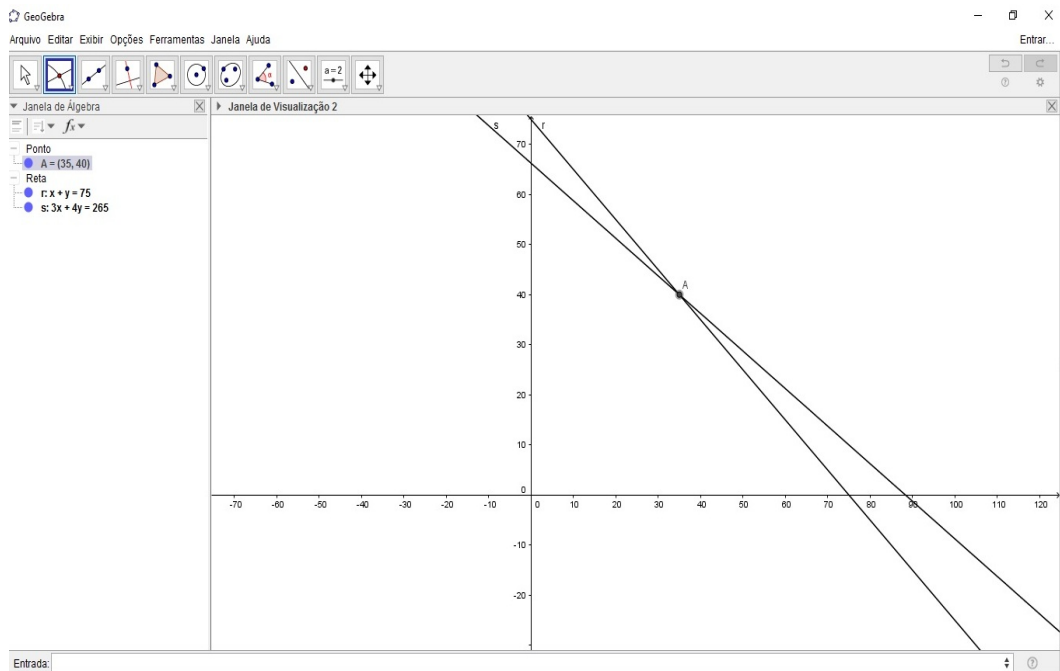 GeoGebra
Arquivo Editar Exibir Opções Ferramentas Janela Ajuda
Entrar...
α
a=2
Janela de Álgebra
Janela de Visualização 2
fx
Ponto
A = (35, 40)
Reta
r: x + y = 75
s: 3x + 4y = 265
s
r
A
70
60
50
40
30
20
10
0
-10
-20
-70 -60 -50 -40 -30 -20 -10 0 10 20 30 40 50 60 70 80 90 100 110 120
Entrada: